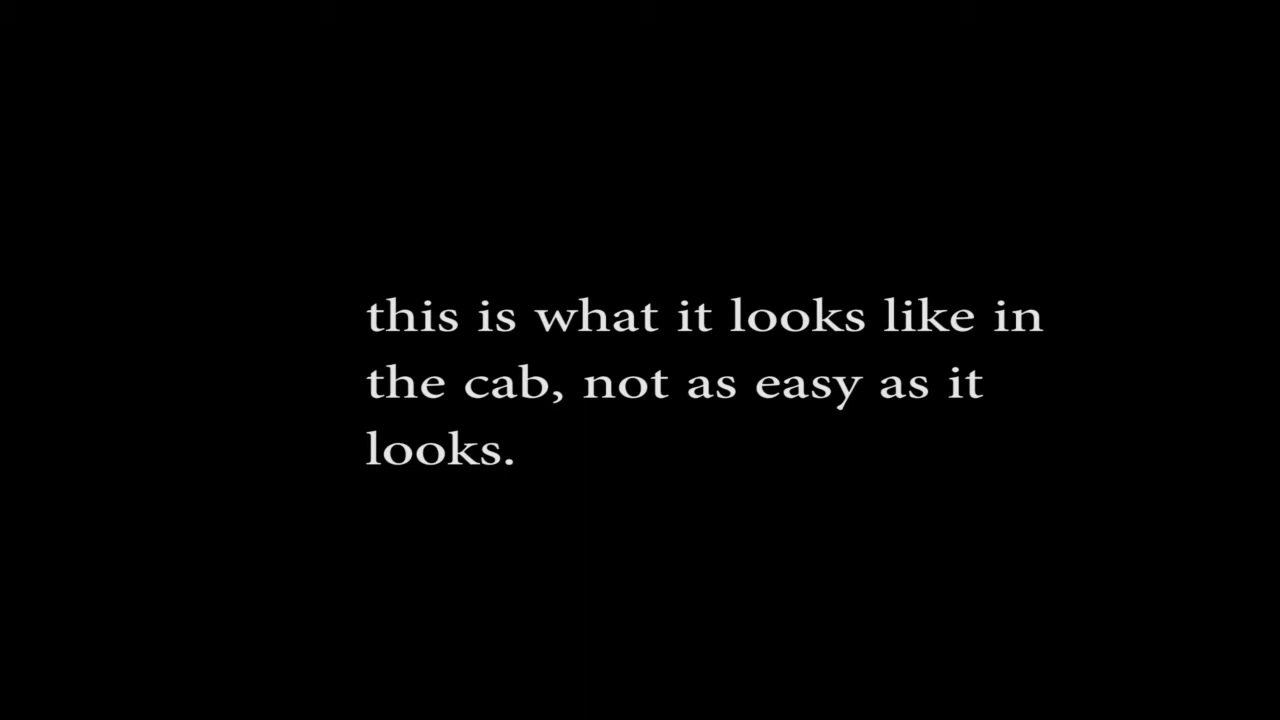 this is what it looks like in
the cab, not as easy as it
looks.